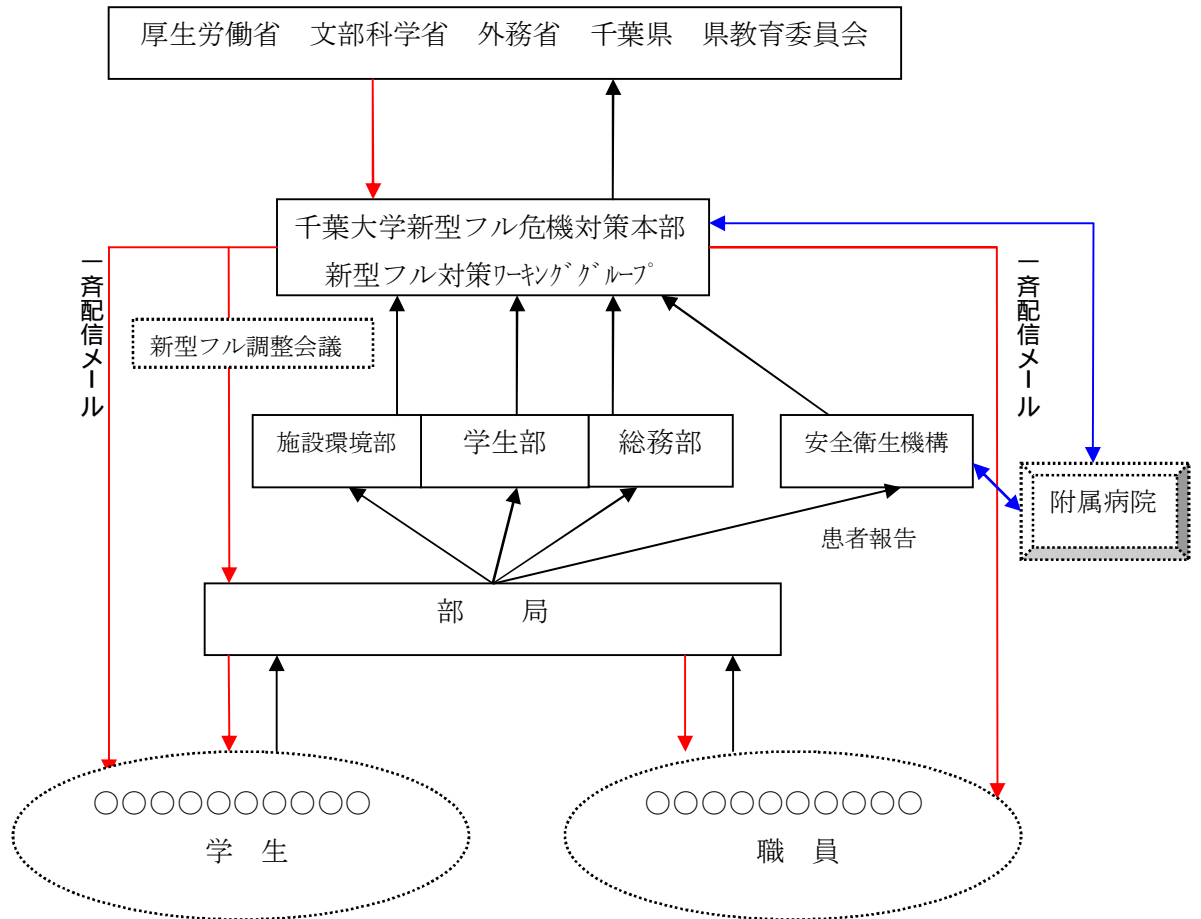 厚生労働省　文部科学省　外務省　千葉県　県教育委員会
千葉大学新型フル危機対策本部
新型フル対策ﾜｰｷﾝｸﾞｸﾞﾙｰﾌﾟ
一斉配信メール
一斉配信メール
新型フル調整会議
施設環境部
学生部
総務部
安全衛生機構
附属病院
患者報告
部　　局
○○○○○○○○○○
学　生
○○○○○○○○○○
職　員